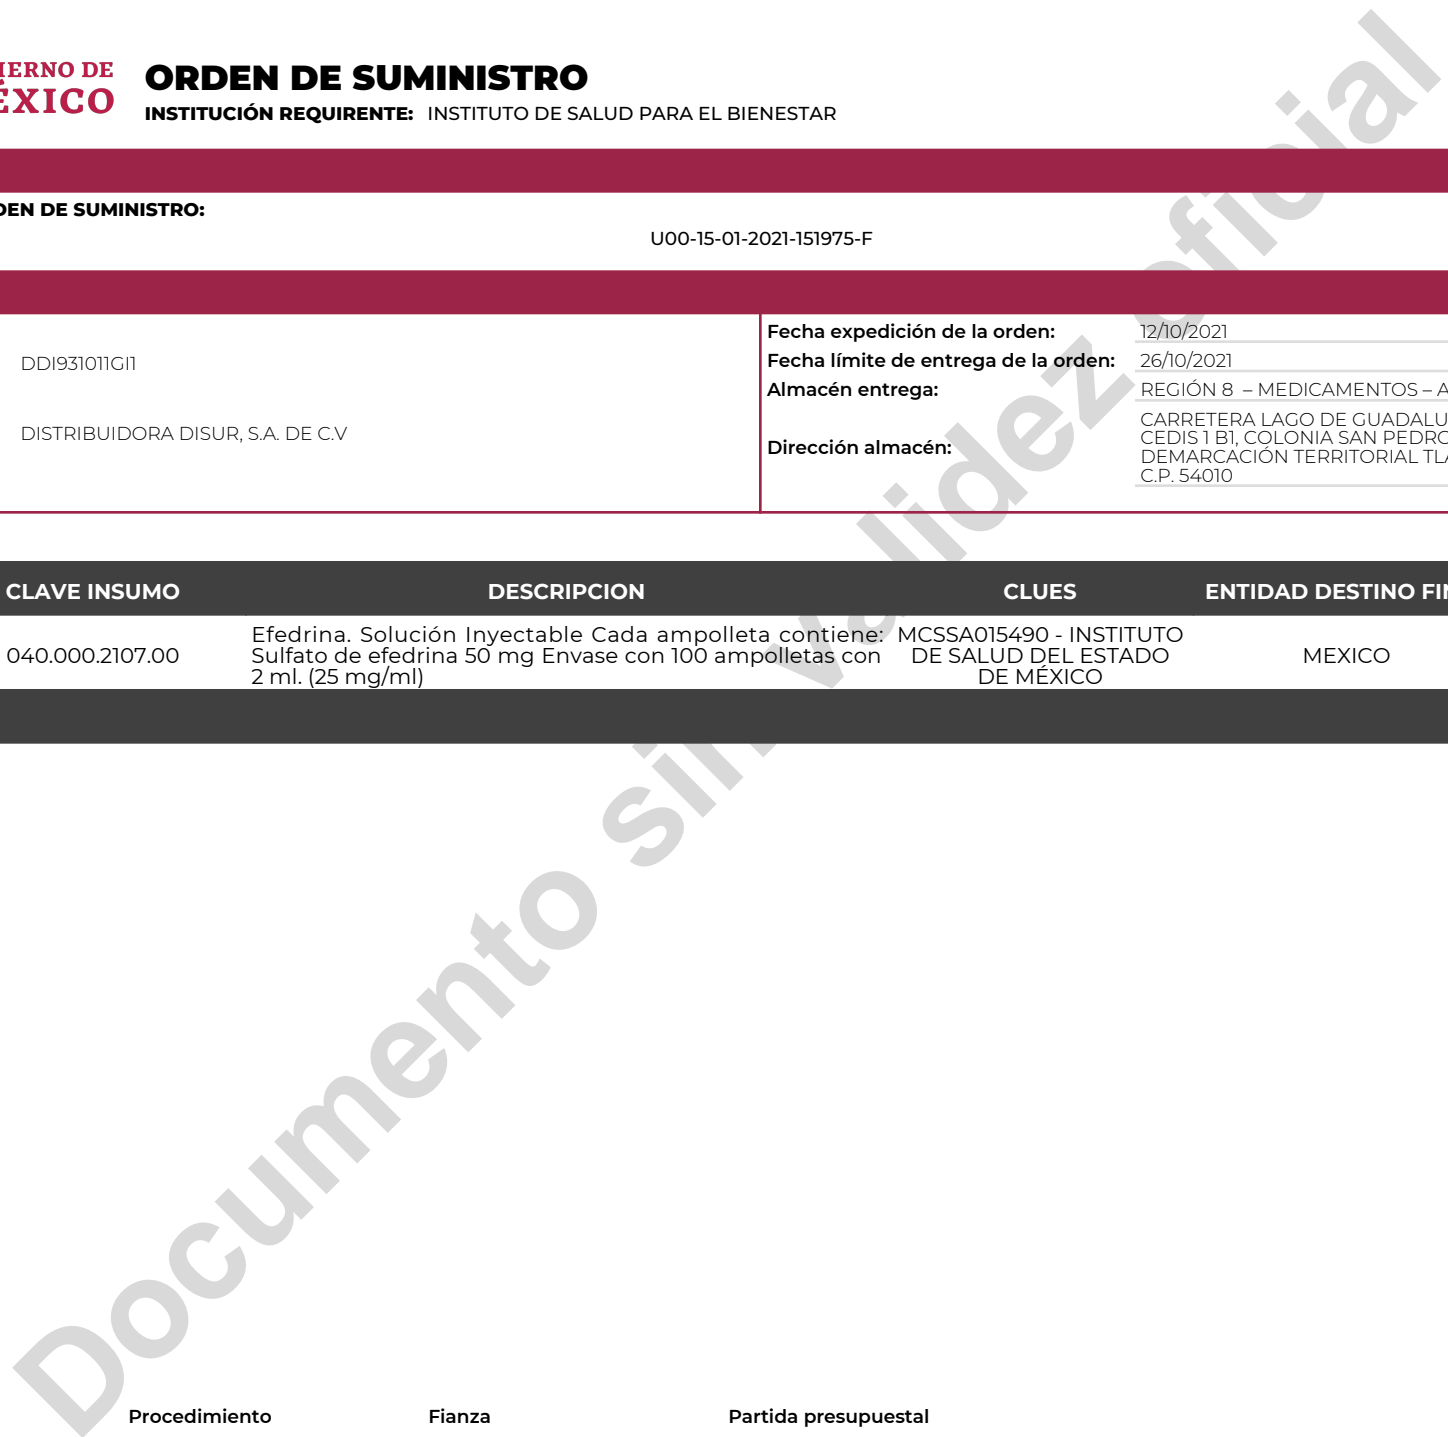 IERNO DE
ÉXICO
ORDEN DE SUMINISTRO
INSTITUCIÓN REQUIRENTE: INSTITUTO DE SALUD PARA EL BIENESTAR
DEN DE SUMINISTRO:
U00-15-01-2021-151975-F
DDI931011GI1
DISTRIBUIDORA DISUR, S.A. DE C.V
Fecha expedición de la orden: 12/10/2021
Fecha límite de entrega de la orden: 26/10/2021
Almacén entrega: REGIÓN 8 – MEDICAMENTOS – A
Dirección almacén:
CARRETERA LAGO DE GUADALU
CEDIS 1 B1, COLONIA SAN PEDRO
DEMARCACIÓN TERRITORIAL TLA
C.P. 54010
CLAVE INSUMO DESCRIPCION CLUES ENTIDAD DESTINO FIN
040.000.2107.00
Efedrina. Solución Inyectable Cada ampolleta contiene:
Sulfato de efedrina 50 mg Envase con 100 ampolletas con
2 ml. (25 mg/ml)
MCSSA015490 - INSTITUTO
DE SALUD DEL ESTADO
DE MÉXICO
MEXICO
Documento sin validez oficial
Procedimiento Fianza Partida presupuestal